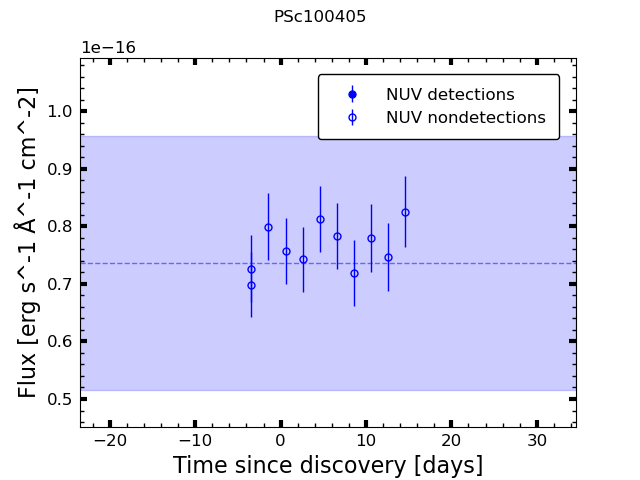 PSc100405
1e−16
NUV detections
NUV nondetections
1.0
0.9
0.8
0.7
0.6
0.5
Flux [erg s^-1 Å^-1 cm^-2]
−20
−10
0
10
20
30
Time since discovery [days]